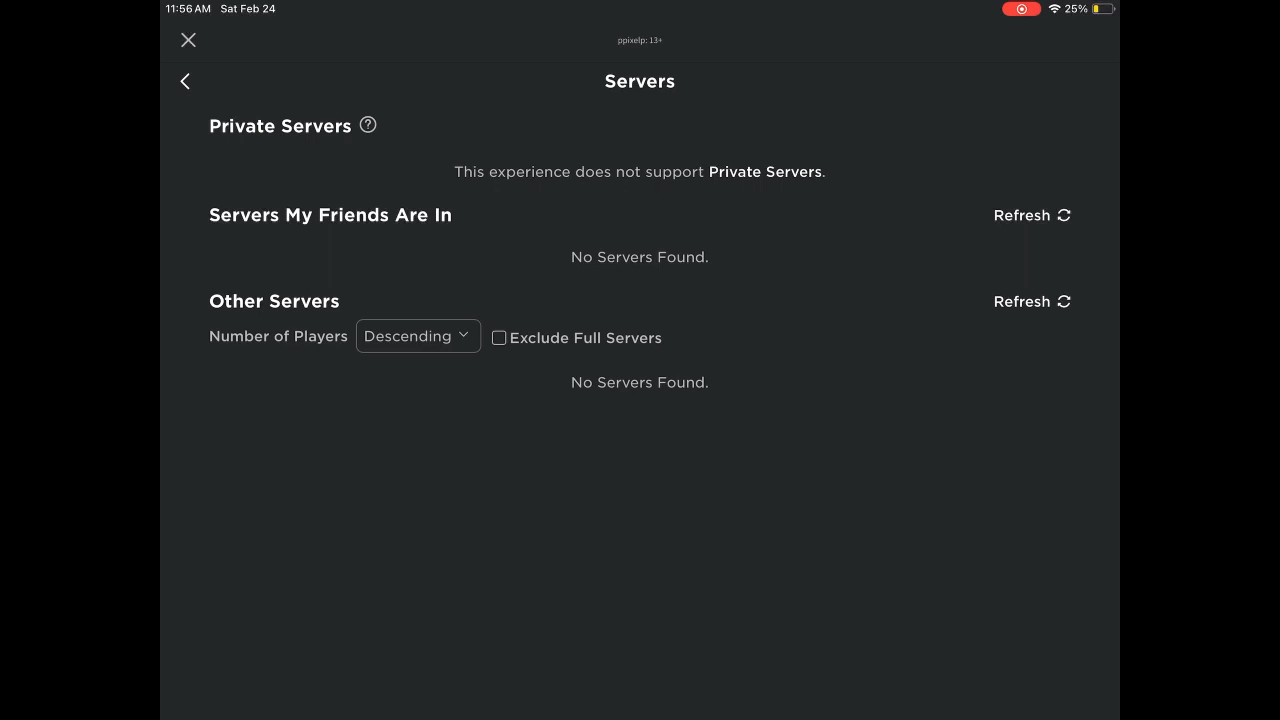 11:56 AM Sat Feb 24 25%
ppixelp: 13+
Servers
Private Servers
This experience does not support Private Servers.
Servers My Friends Are In Refresh
No Servers Found.
Other Servers Refresh
Number of Players Descending Exclude Full Servers
No Servers Found.